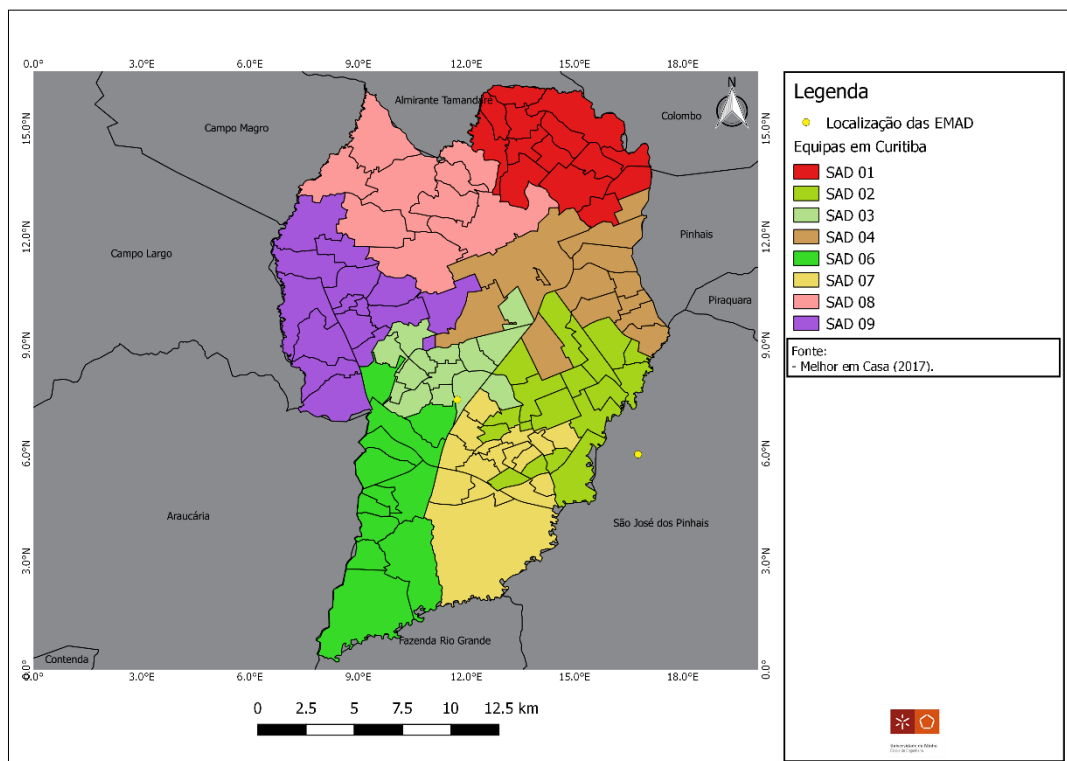 0.0° 3.0°E 6.0°E 9.0°E 12.0°E 15.0°E 18.0°E
N
Almirante Tamandaré
Colombo
Campo Magro
15.0°N 15.0°N
12.0°N 12.0°N
Pinhais
Campo Largo
Piraquara
9.0°N 9.0°N
6.0°N 6.0°N
Araucária
São José dos Pinhais
3.0°N 3.0°N
Fazenda Rio Grande
Contenda
0.0° 0.0°
0.0° 3.0°E 6.0°E 9.0°E 12.0°E 15.0°E 18.0°E
0 2.5 5 7.5 10 12.5 km
Legenda
Localização das EMAD
Equipas em Curitiba
SAD 01
SAD 02
SAD 03
SAD 04
SAD 06
SAD 07
SAD 08
SAD 09
Fonte:
- Melhor em Casa (2017).
Universidade do Minho
Escola de Engenharia